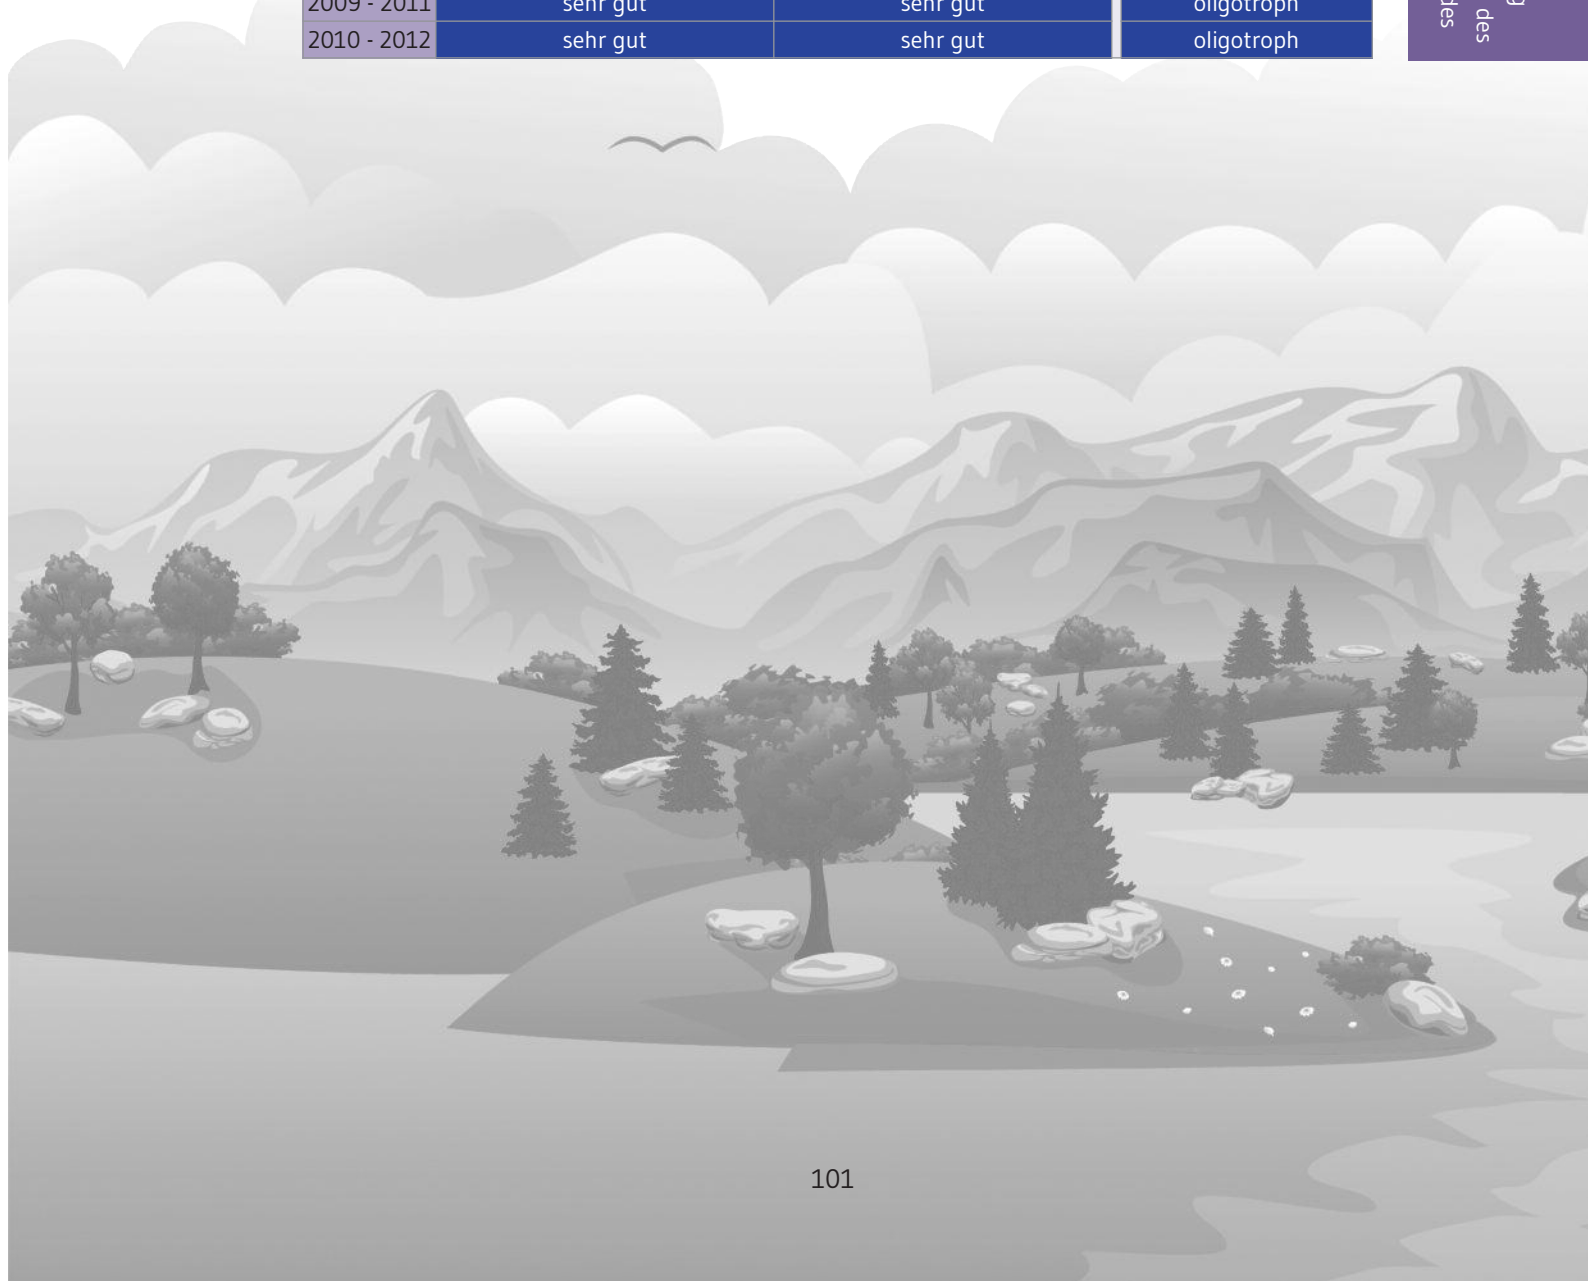 2009 - 2011 sehr gut sehr gut oligotroph
2010 - 2012 sehr gut sehr gut oligotroph
des
des
101